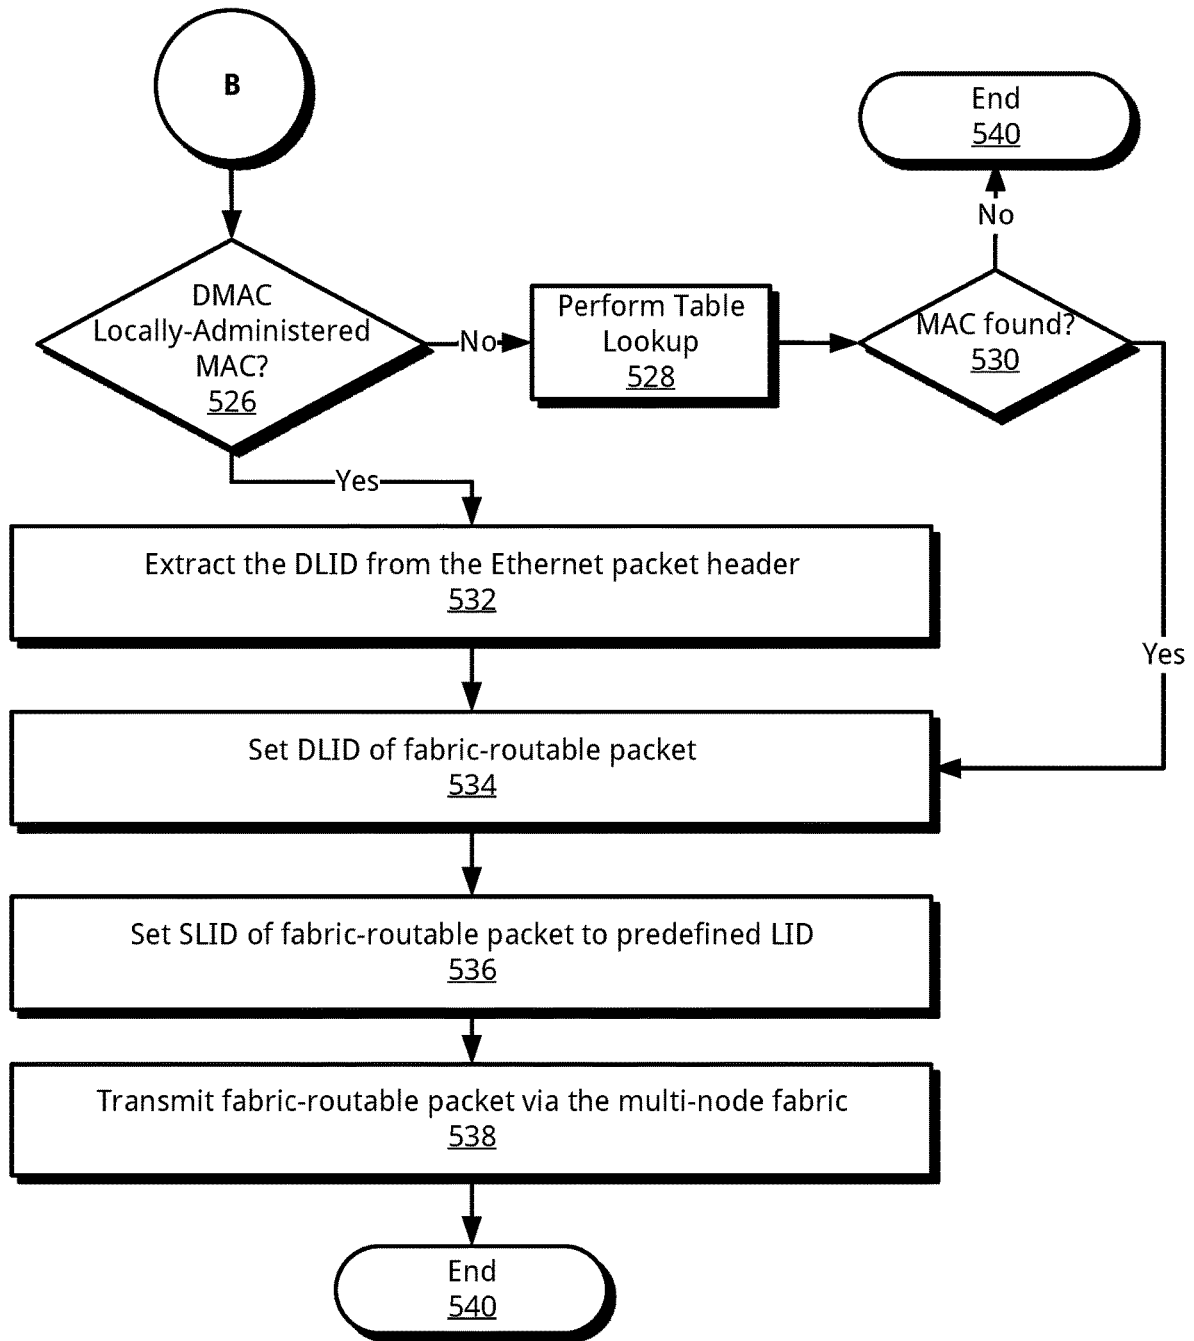 B
End
540
No
DMAC
Locally-Administered
MAC?
526
No
Perform Table
Lookup
528
MAC found?
530
Yes
Extract the DLID from the Ethernet packet header
532
Yes
Set DLID of fabric-routable packet
534
Set SLID of fabric-routable packet to predefined LID
536
Transmit fabric-routable packet via the multi-node fabric
538
End
540